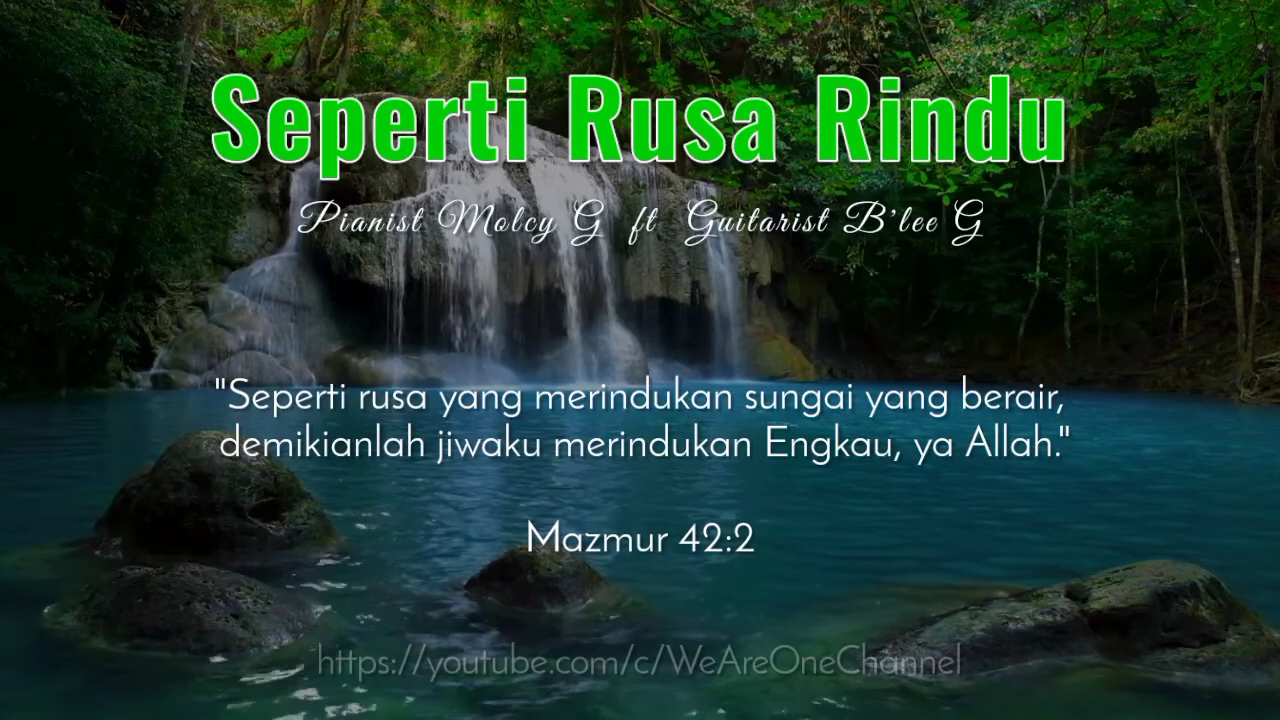 Seperti Rusa Rindu
Pianist Molcy G ft Guitarist B'lee G
"Seperti rusa yang merindukan sungai yang berair,
demikianlah jiwaku merindukan Engkau, ya Allah."
Mazmur 42:2
https://youtube.com/c/WeAreOneChannel